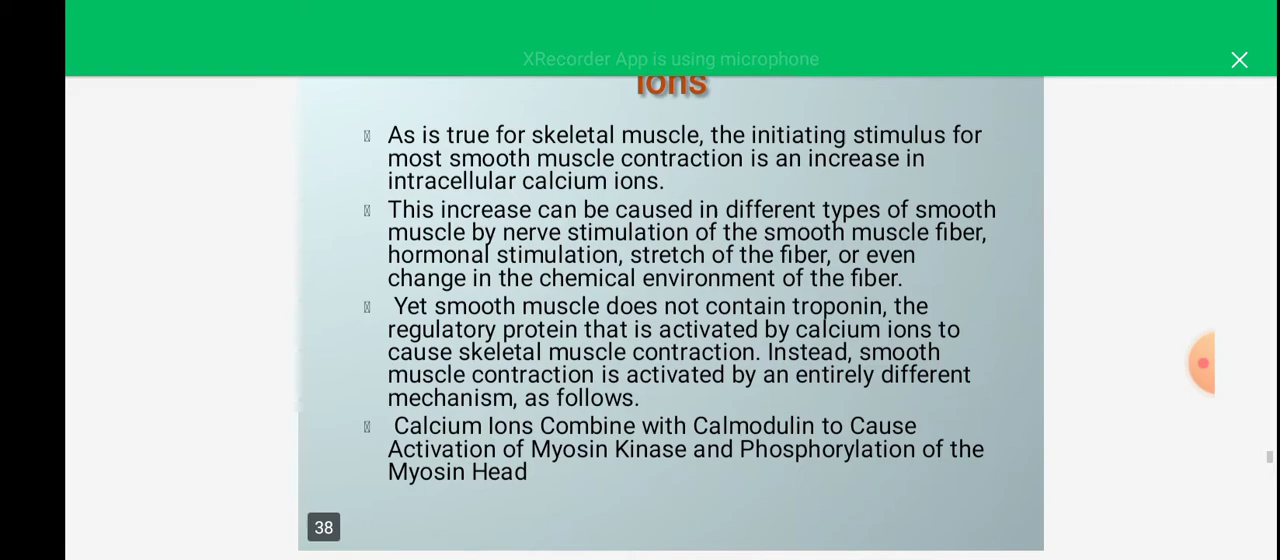 XRecorder App is using microphone
Ions
As is true for skeletal muscle, the initiating stimulus for
most smooth muscle contraction is an increase in
intracellular calcium ions.
This increase can be caused in different types of smooth
muscle by nerve stimulation of the smooth muscle fiber,
hormonal stimulation, stretch of the fiber, or even
change in the chemical environment of the fiber.
Yet smooth muscle does not contain troponin, the
regulatory protein that is activated by calcium ions to
cause skeletal muscle contraction. Instead, smooth
muscle contraction is activated by an entirely different
mechanism, as follows.
Calcium Ions Combine with Calmodulin to Cause
Activation of Myosin Kinase and Phosphorylation of the
Myosin Head
38